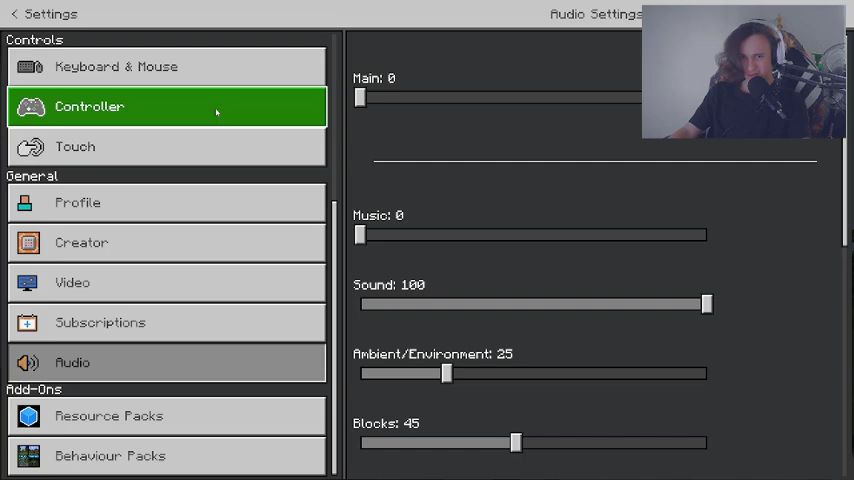 < Settings
Audio Settings
Controls
Keyboard & Mouse
Controller
Touch
General
Profile
Creator
Video
Subscriptions
Audio
Add-Ons
Resource Packs
Behaviour Packs
Main: 0
Music: 0
Sound: 100
Ambient/Environment: 25
Blocks: 45